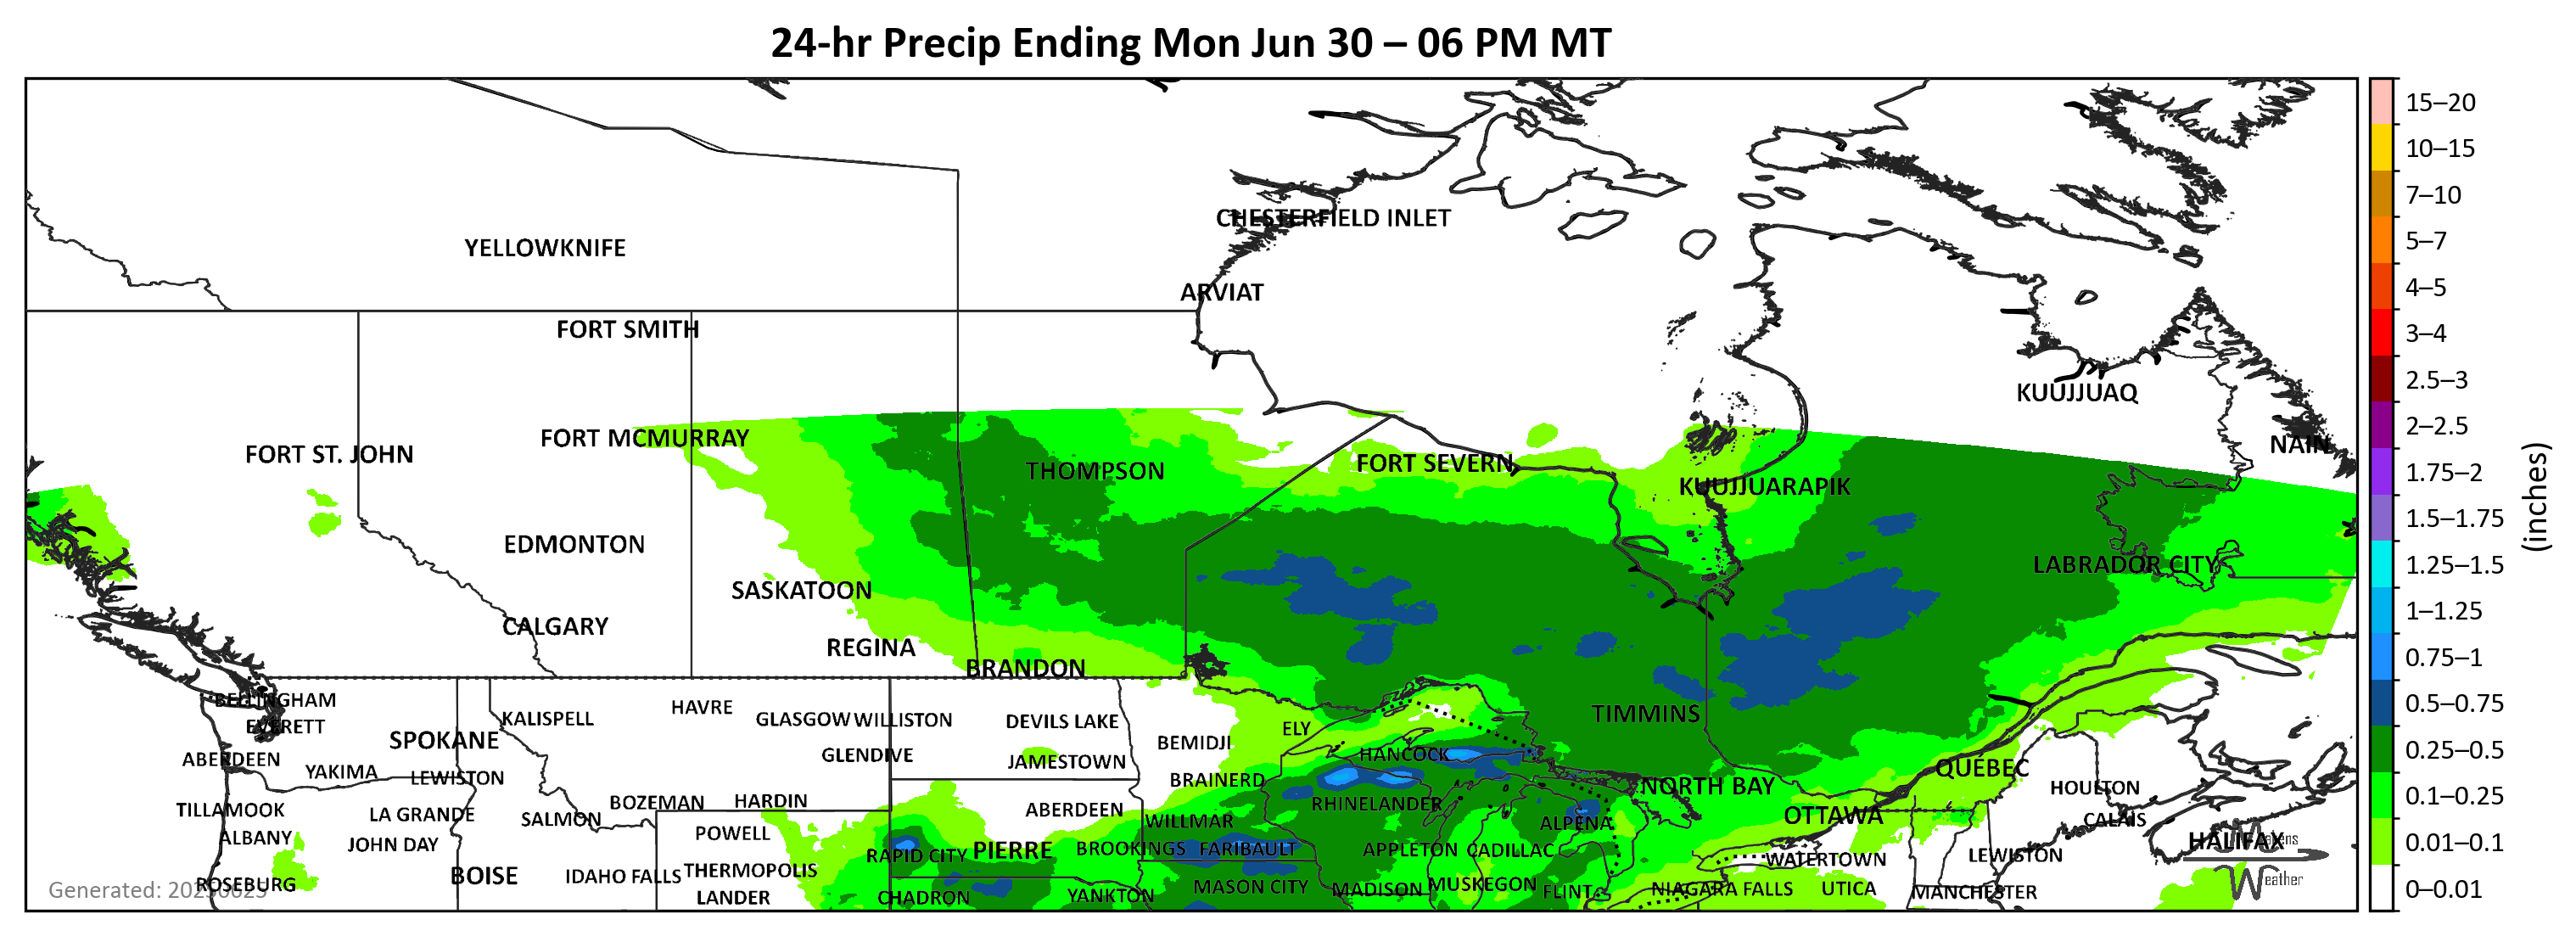 24-hr Precip Ending Mon Jun 30 – 06 PM MT
CHESTERFIELD INLET
YELLOWKNIFE
ARVIAT
FORT SMITH
KUUJJUAQ
FORT MCMURRAY
NAIN
FORT ST. JOHN
THOMPSON
FORT SEVERN
KUUJJUARAPIK
EDMONTON
LABRADOR CITY
SASKATOON
CALGARY
REGINA
BRANDON
BELLINGHAM
HAVRE
TIMMINS
KALISPELL
GLASGOW
WILLISTON
DEVILS LAKE
EVERETT
ELY
SPOKANE
BEMIDJI
GLENDIVE
HANCOCK
ABERDEEN
JAMESTOWN
QUÉBEC
YAKIMA
LEWISTON
BRAINERD
NORTH BAY
HOULTON
BOZEMAN
HARDIN
RHINELANDER
TILLAMOOK
LA GRANDE
ABERDEEN
OTTAWA
SALMON
WILLMAR
ALPENA
CALAIS
POWELL
ALBANY
JOHN DAY
HALIFAX
RAPID CITY
PIERRE
BROOKINGS
FARIBAULT
APPLETON
CADILLAC
WATERTOWN
LEWISTON
THERMOPOLIS
BOISE
IDAHO FALLS
ROSEBURG
MASON CITY
MADISON
MUSKEGON
FLINT
NIAGARA FALLS
UTICA
MANCHESTER
LANDER
CHADRON
YANKTON
Weather
Generated:
15–20
10–15
7–10
5–7
4–5
3–4
2.5–3
2–2.5
1.75–2
1.5–1.75
1.25–1.5
1–1.25
0.75–1
0.5–0.75
0.25–0.5
0.1–0.25
0.01–0.1
0–0.01
(inches)